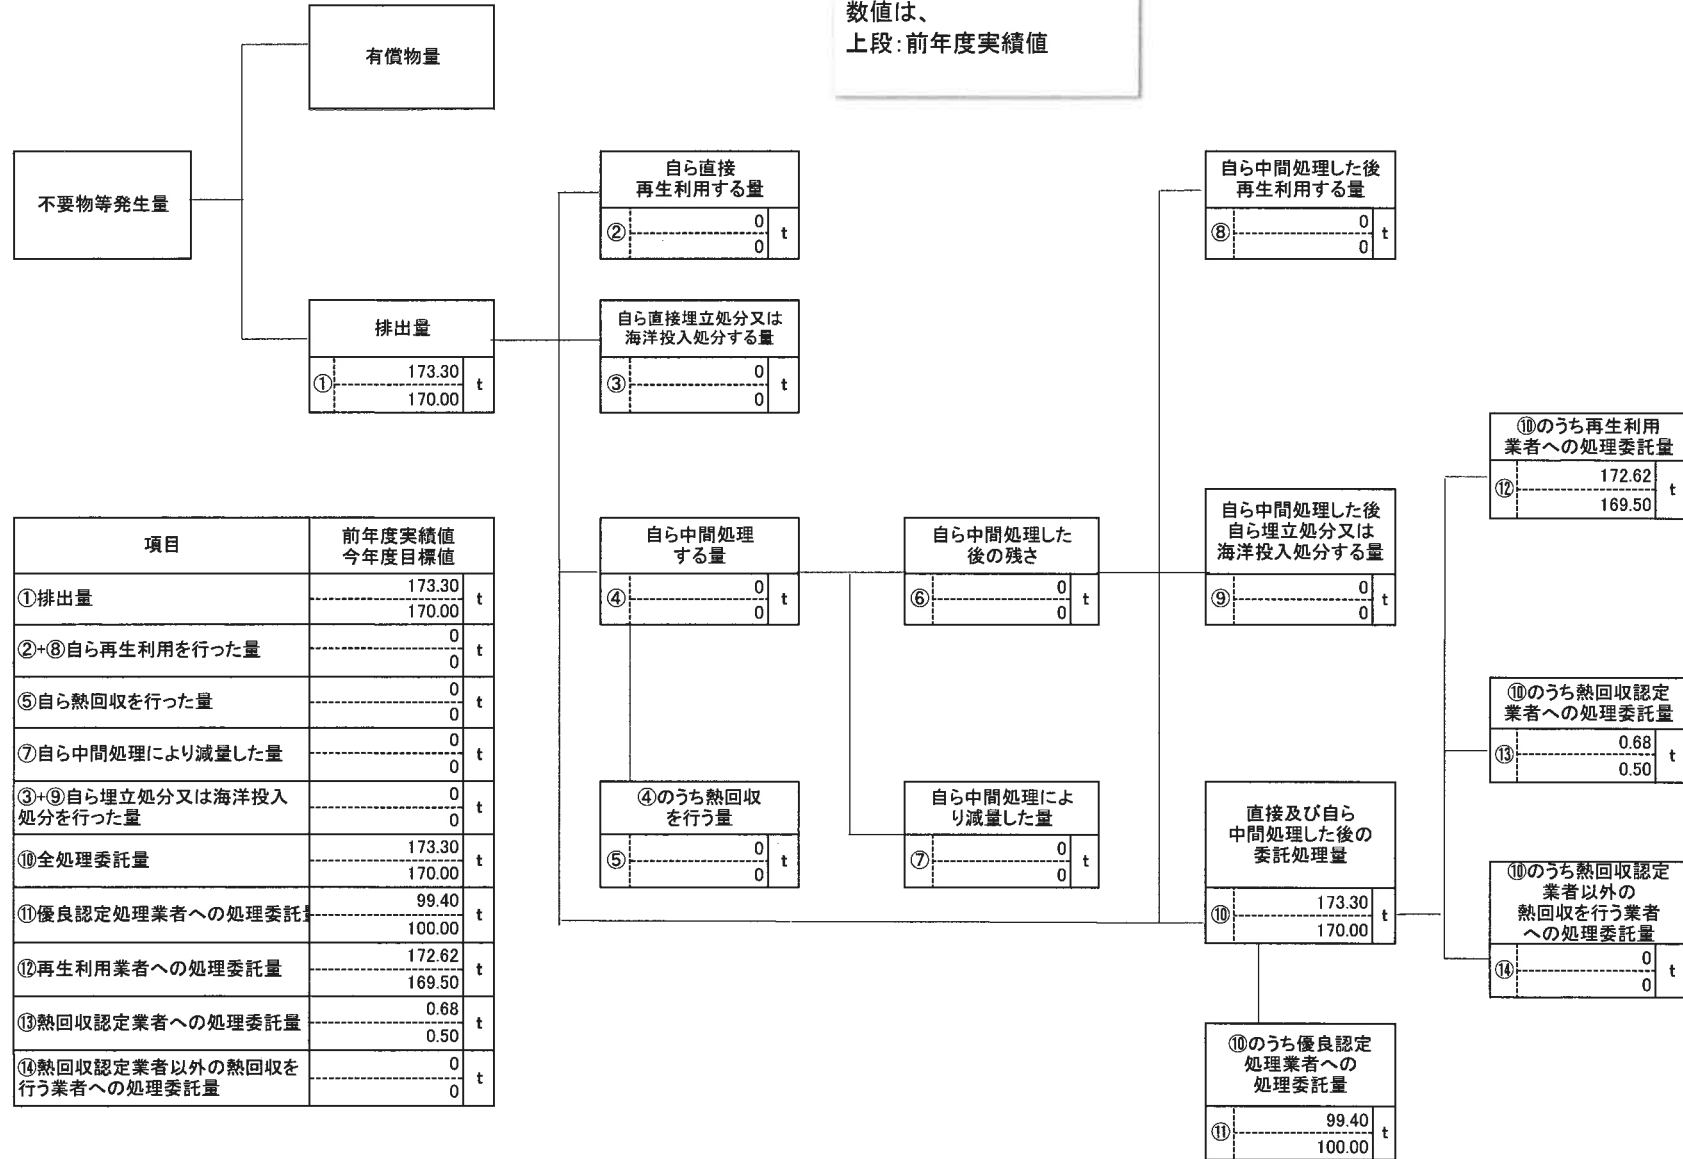 数値は、
上段：前年度実績値
有償物量
不要物等発生量
排出量
①
173.30
170.00
t
自ら直接
再生利用する量
②
0
0
t
自ら直接埋立処分又は
海洋投入処分する量
③
0
0
t
自ら中間処理した後
再生利用する量
⑧
0
0
t
自ら中間処理
する量
④
0
0
t
自ら中間処理した
後の残さ
⑥
0
0
t
自ら中間処理した後
自ら埋立処分又は
海洋投入処分する量
⑨
0
0
t
④のうち熱回収
を行う量
⑤
0
0
t
自ら中間処理によ
り減量した量
⑦
0
0
t
直接及び自ら
中間処理した後の
委託処理量
⑩
173.30
170.00
t
⑩のうち再生利用
業者への処理委託量
⑫
172.62
169.50
t
⑩のうち熱回収認定
業者への処理委託量
⑬
0.68
0.50
t
⑩のうち熱回収認定
業者以外の
熱回収を行う業者
への処理委託量
⑭
0
0
t
⑩のうち優良認定
処理業者への
処理委託量
⑪
99.40
100.00
t
項目
前年度実績値
今年度目標値
①排出量
173.30
170.00
t
②+⑧自ら再生利用を行った量
0
0
t
⑤自ら熱回収を行った量
0
0
t
⑦自ら中間処理により減量した量
0
0
t
③+⑨自ら埋立処分又は海洋投入
処分を行った量
0
0
t
⑩全処理委託量
173.30
170.00
t
⑪優良認定処理業者への処理委託
99.40
100.00
t
⑫再生利用業者への処理委託量
172.62
169.50
t
⑬熱回収認定業者への処理委託量
0.68
0.50
t
⑭熱回収認定業者以外の熱回収を
行う業者への処理委託量
0
0
t